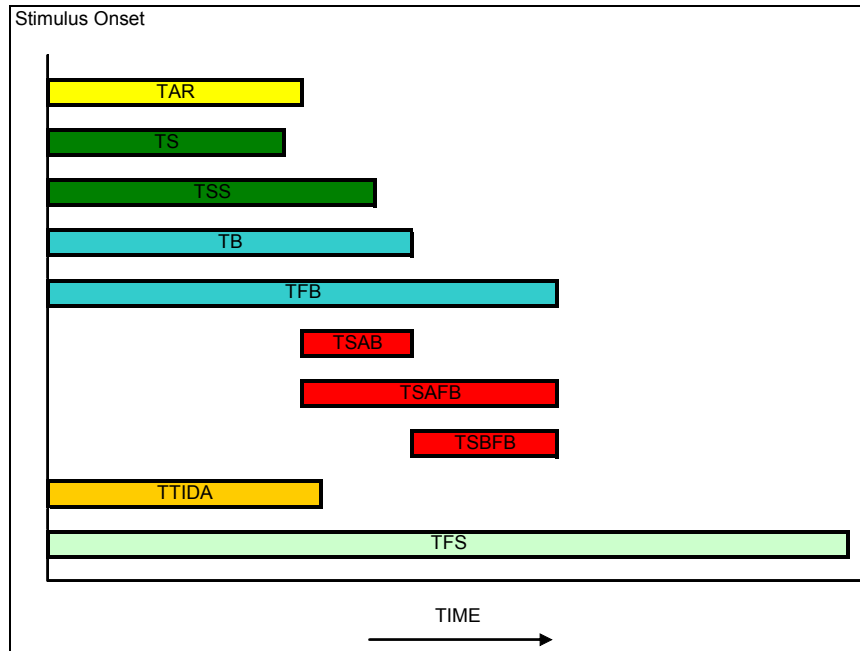 Stimulus Onset
TAR
TS
TSS
TB
TFB
TSAB
TSAFB
TSBFB
TTIDA
TFS
TIME